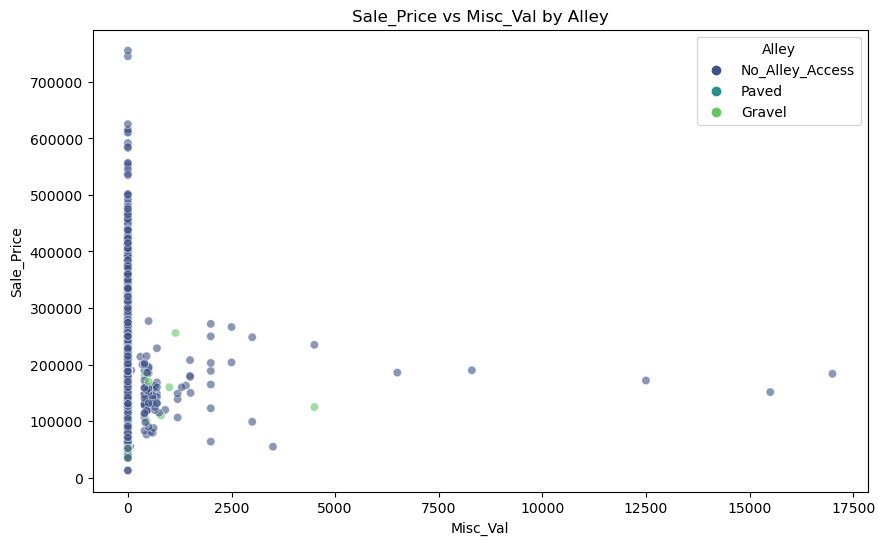 Sale_Price vs Misc_Val by Alley
Alley
No_Alley_Access
Paved
Gravel
700000
600000
500000
400000
300000
200000
100000
0
Sale_Price
0 2500 5000 7500 10000 12500 15000 17500
Misc_Val